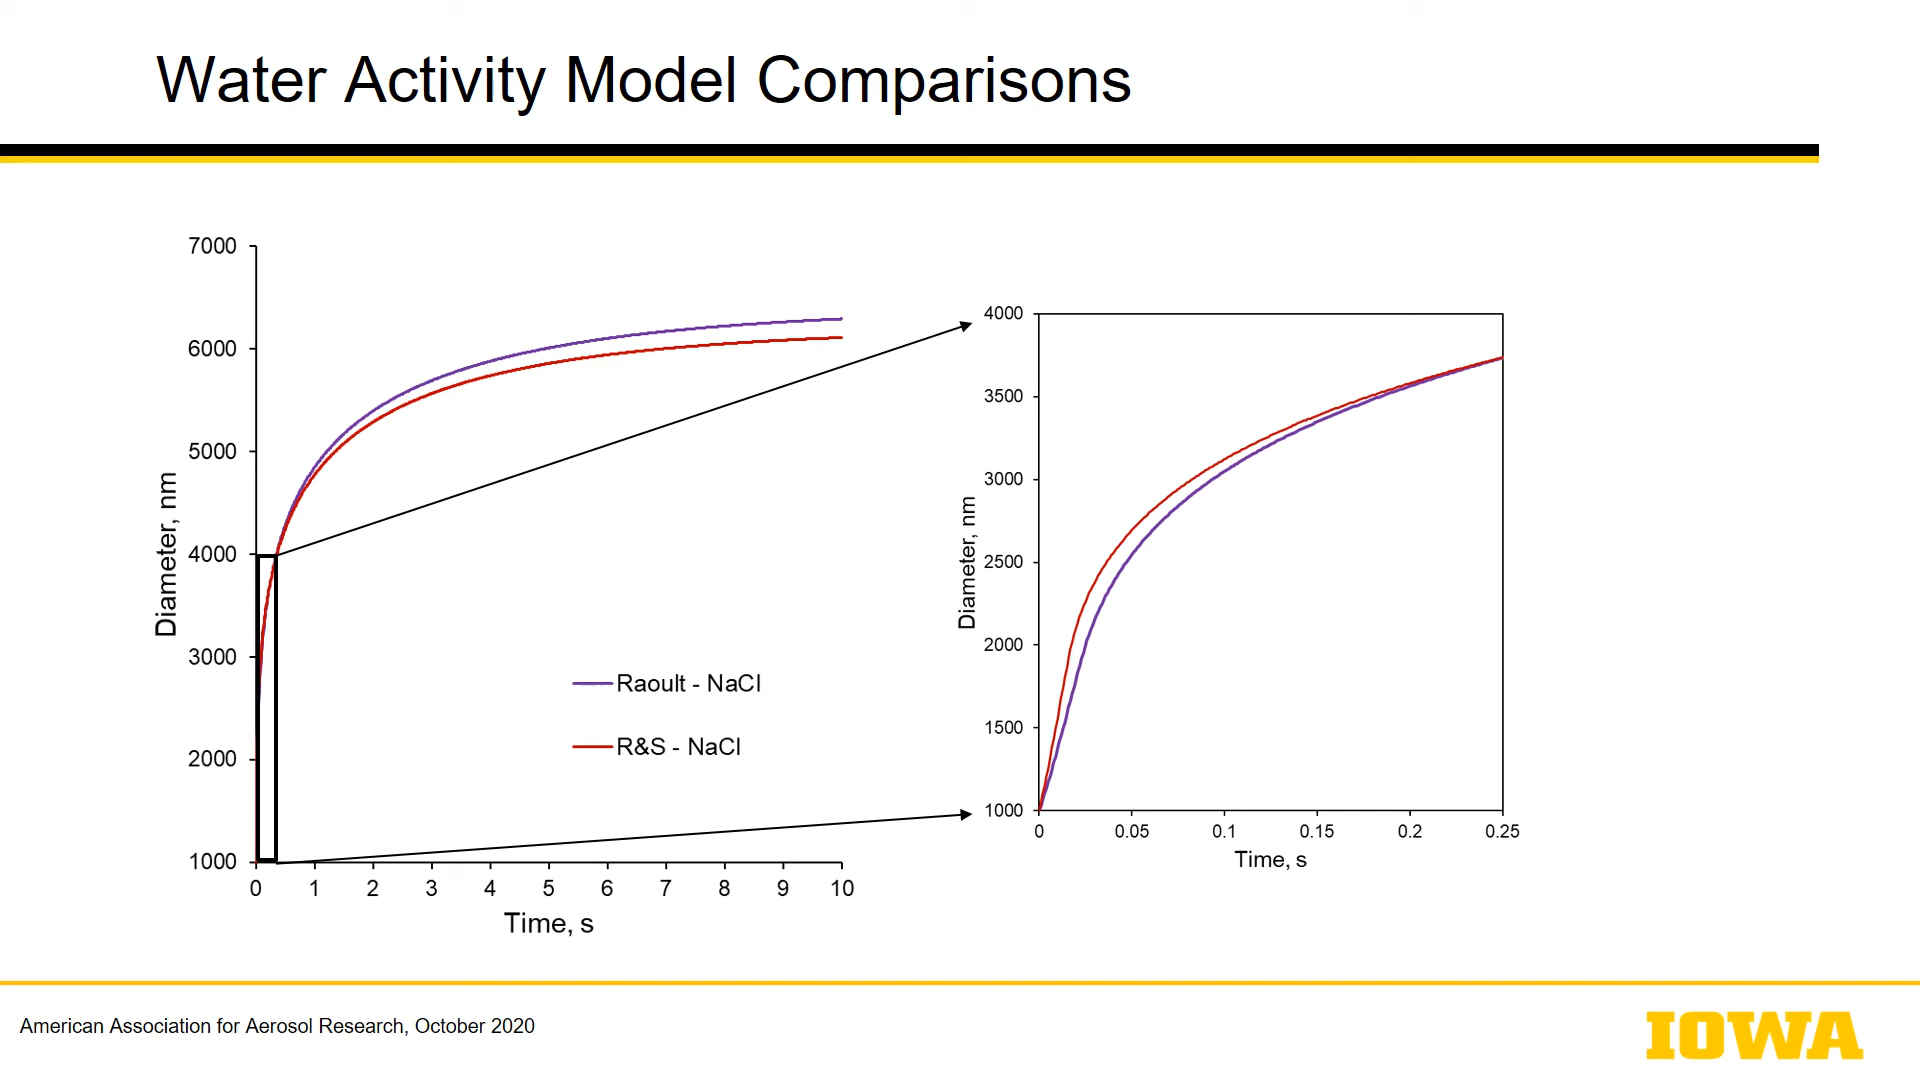 Water Activity Model Comparisons
7000
6000
5000
4000
3000
2000
1000
Diameter, nm
0 1 2 3 4 5 6 7 8 9 10
Time, s
Raoult - NaCl
R&S - NaCl
4000
3500
3000
2500
2000
1500
1000
Diameter, nm
0 0.05 0.1 0.15 0.2 0.25
Time, s
American Association for Aerosol Research, October 2020
IOWA